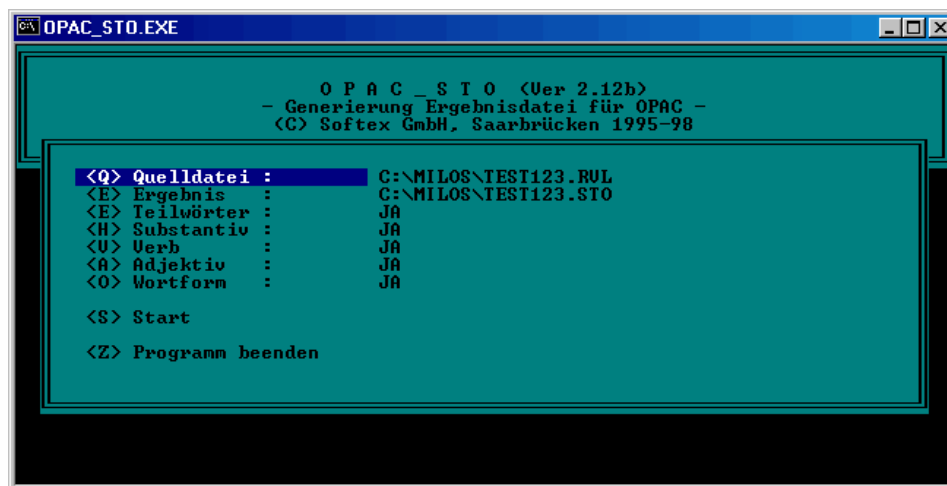 OPAC_STO.EXE
O P A C _ S T O (Ver 2.12b)
- Generierung Ergebnisdatei für OPAC -
(C) Softex GmbH, Saarbrücken 1995-98
<Q> Quelldatei : C:\MILOS\TEST123.RVL
<E> Ergebnis : C:\MILOS\TEST123.STO
<E> Teilwörter : JA
<H> Substantiv : JA
<V> Verb : JA
<A> Adjektiv : JA
<O> Wortform : JA
<S> Start
<Z> Programm beenden